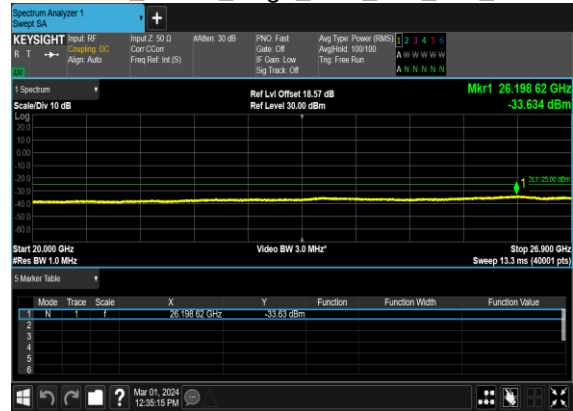 Spectrum Analyzer 1
Swept SA
+
KEYSIGHT Input: RF Input Z: 50 Ω #Atten: 30 dB PNO: Fast Avg Type: Power (RMS) 1 2 3 4 5 6
R T Coupling: DC Corr CCorr Gate: Off Avg|Hold: 100/100 A W W W W W
Align: Auto Freq Ref: Int (S) IF Gain: Low Trig: Free Run
LW Sig Track: Off A N N N N N
1 Spectrum Ref Lvl Offset 18.57 dB Mkr1 26.198 62 GHz
Scale/Div 10 dB Ref Level 30.00 dBm -33.634 dBm
Log
20.0
10.0
0.00
-10.0
-20.0
1 DL1 -25.00 dBm
-30.0
-40.0
-50.0
-60.0
Start 20.000 GHz Video BW 3.0 MHz* Stop 26.900 GHz
#Res BW 1.0 MHz Sweep 13.3 ms (40001 pts)
5 Marker Table
Mode Trace Scale X Y Function Function Width Function Value
1 N 1 f 26.198 62 GHz -33.63 dBm
2
3
4
5
6
? Mar 01, 2024
12:35:15 PM